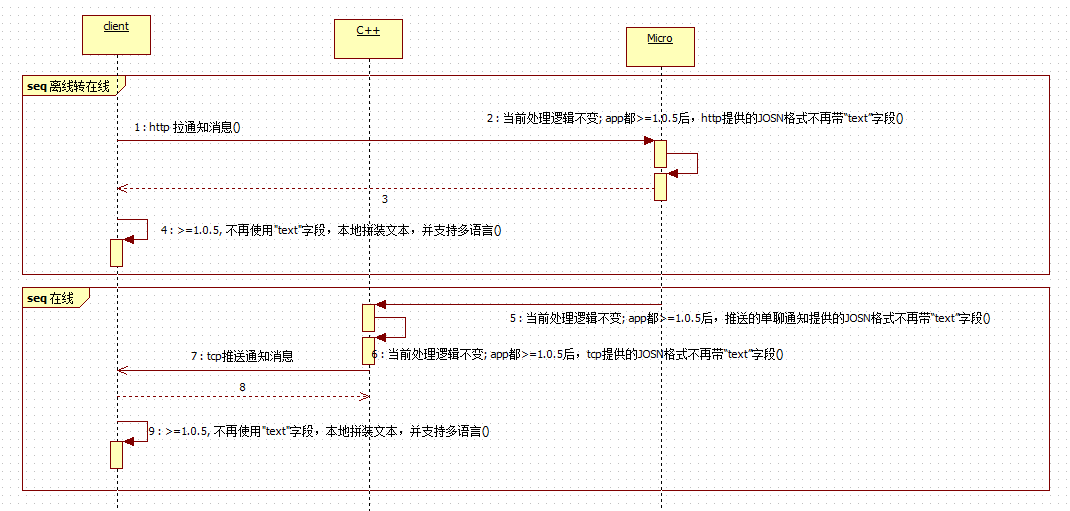 client
C++
Micro
seq 离线转在线
1 : http 拉通知消息()
2 : 当前处理逻辑不变; app都>=1.0.5后，http提供的JOSN格式不再带"text"字段()
3
4 : >=1.0.5, 不再使用"text"字段，本地拼装文本，并支持多语言()
seq 在线
5 : 当前处理逻辑不变; app都>=1.0.5后，推送的单聊通知提供的JOSN格式不再带"text"字段()
6 : 当前处理逻辑不变; app都>=1.0.5后，tcp提供的JOSN格式不再带"text"字段()
7 : tcp推送通知消息
8
9 : >=1.0.5, 不再使用"text"字段，本地拼装文本，并支持多语言()